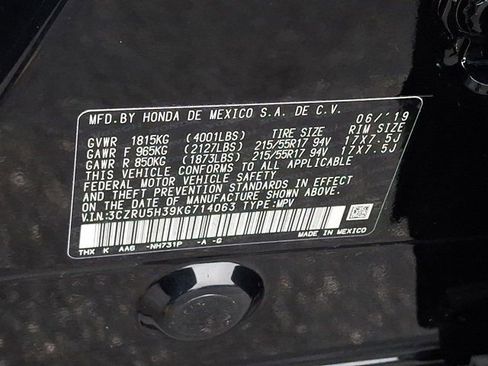 MFD.BY HONDA DE MEXICO S.A. DE C.V. 06/'19
GVWR 1815KG (4001LBS) TIRE SIZE RIM SIZE
GAWR F 965KG (2127LBS) 215/55R17 94V 17X7.5J
GAWR R 850KG (1873LBS) 215/55R17 94V 17X7.5J
THIS VEHICLE CONFORMS TO ALL APPLICABLE
FEDERAL MOTOR VEHICLE SAFETY
AND THEFT PREVENTION STANDARDS IN EFFECT
ON THE DATE OF MANUFACTURE SHOWN ABOVE.
V.I.N.:3CZRU5H39KG714063 TYPE:MPV
THX K AAG -NH731P -A -G MADE IN MEXICO